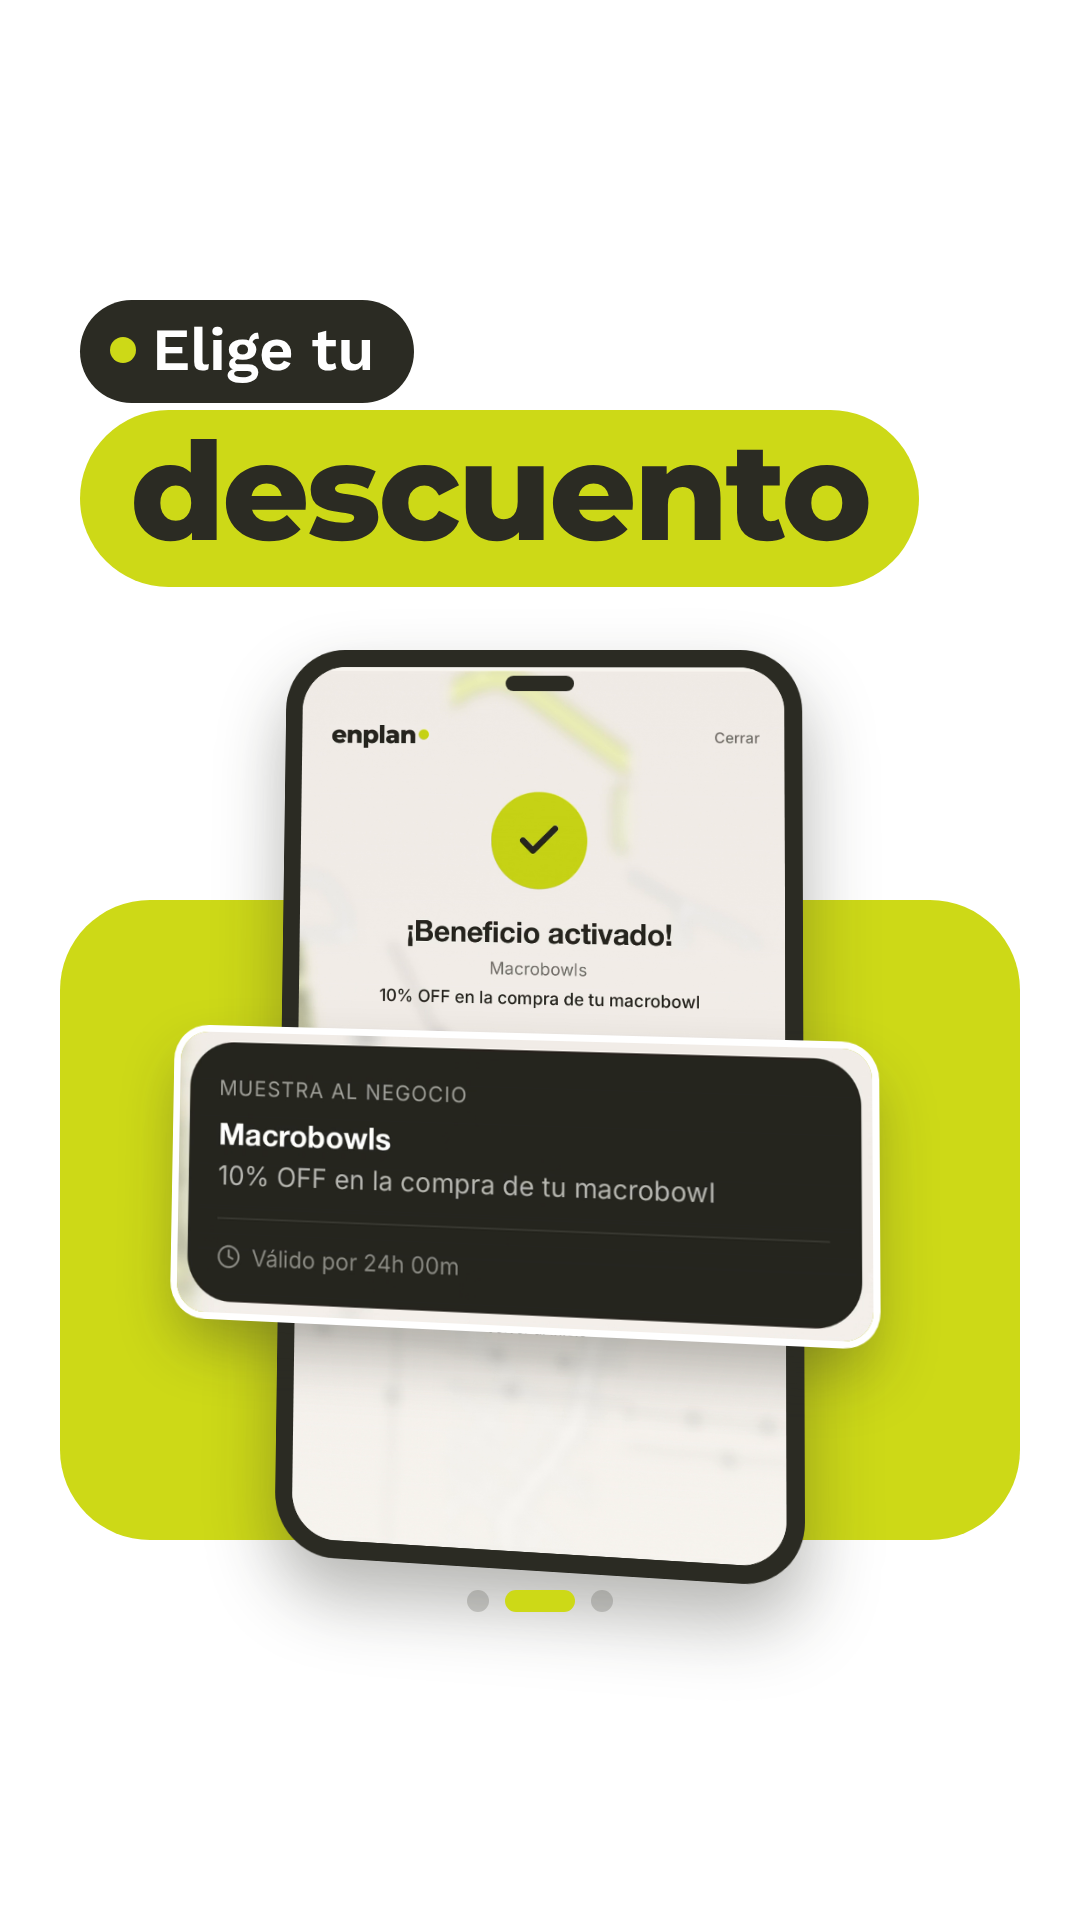 Elige tu
descuento
enplan
Cerrar
¡Beneficio activado!
Macrobowls
10% OFF en la compra de tu macrobowl
MUESTRA AL NEGOCIO
Macrobowls
10% OFF en la compra de tu macrobowl
Válido por 24h 00m